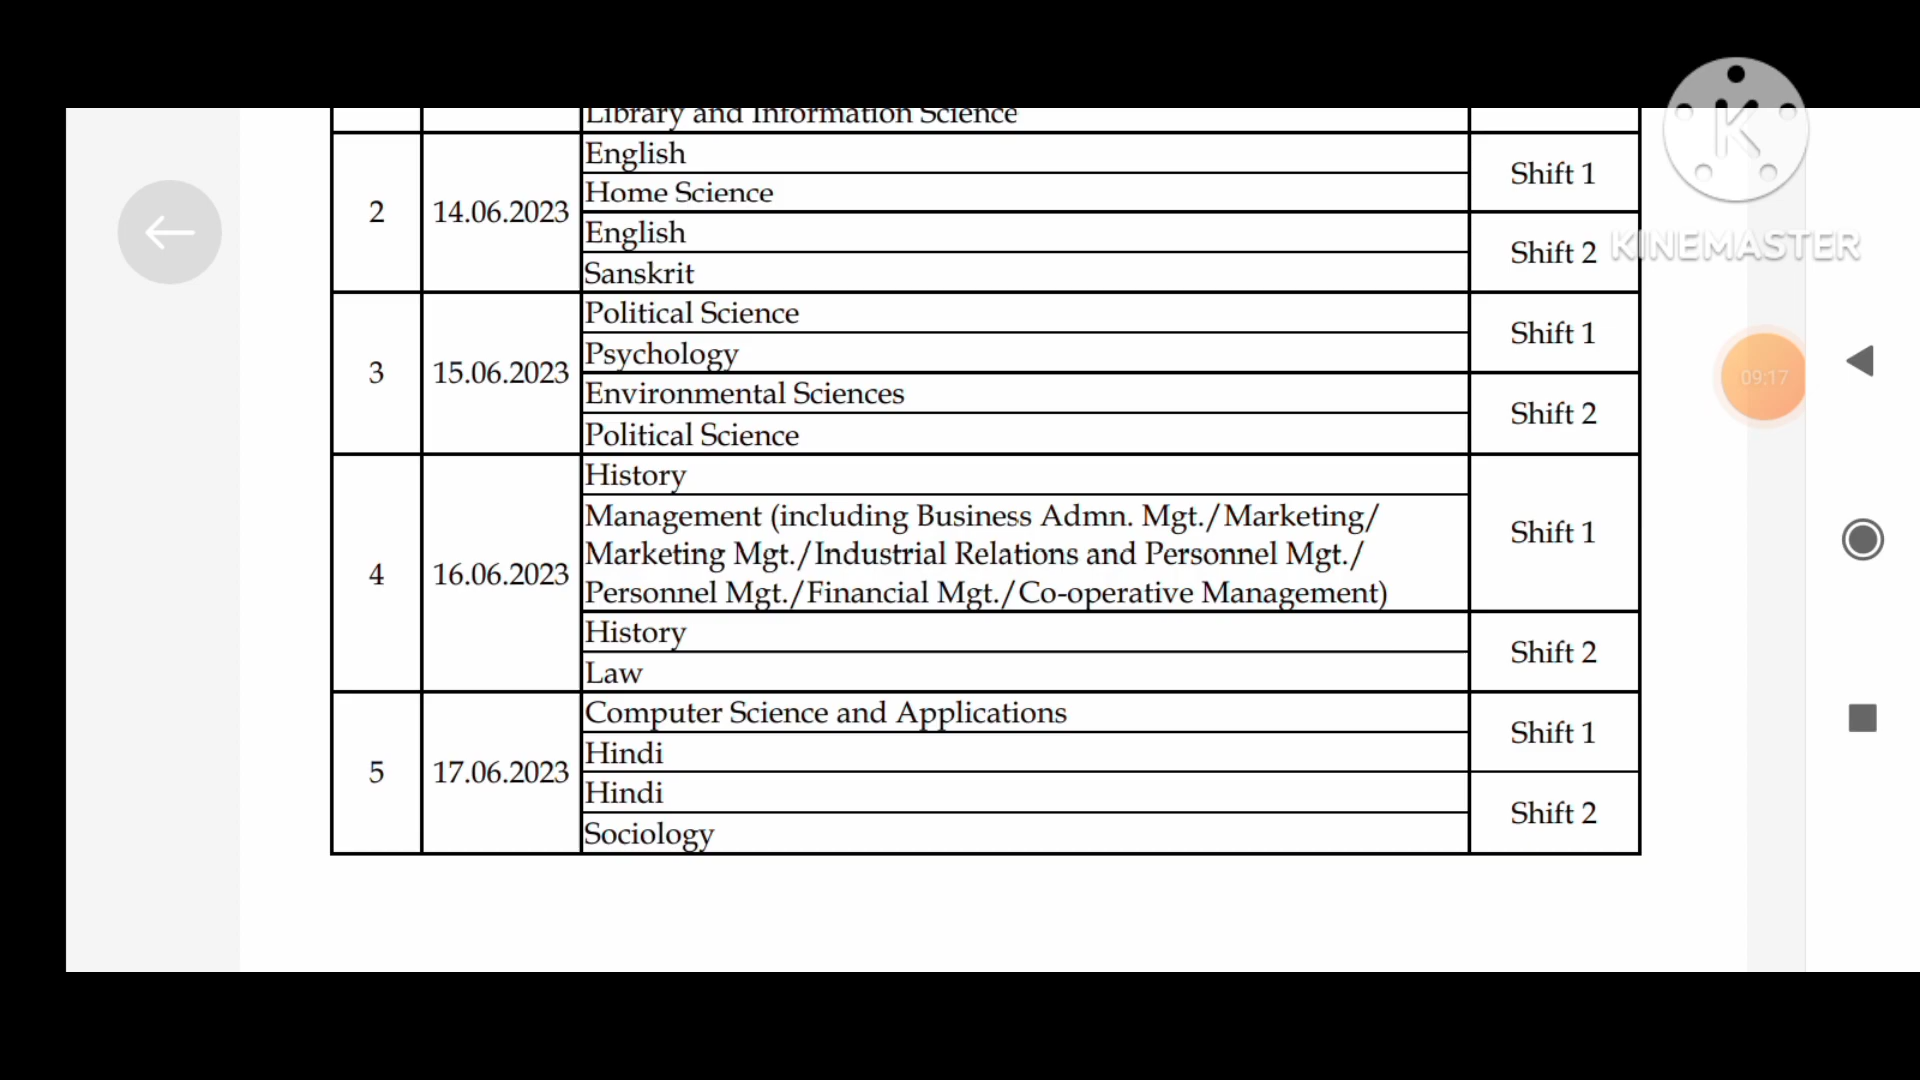 Library and Information Science
2 14.06.2023 English Shift 1
Home Science
English Shift 2
Sanskrit
3 15.06.2023 Political Science Shift 1
Psychology
Environmental Sciences Shift 2
Political Science
4 16.06.2023 History Shift 1
Management (including Business Admn. Mgt./Marketing/
Marketing Mgt./Industrial Relations and Personnel Mgt./
Personnel Mgt./Financial Mgt./Co-operative Management)
History Shift 2
Law
5 17.06.2023 Computer Science and Applications Shift 1
Hindi
Hindi Shift 2
Sociology
K
KINEMASTER
09:17